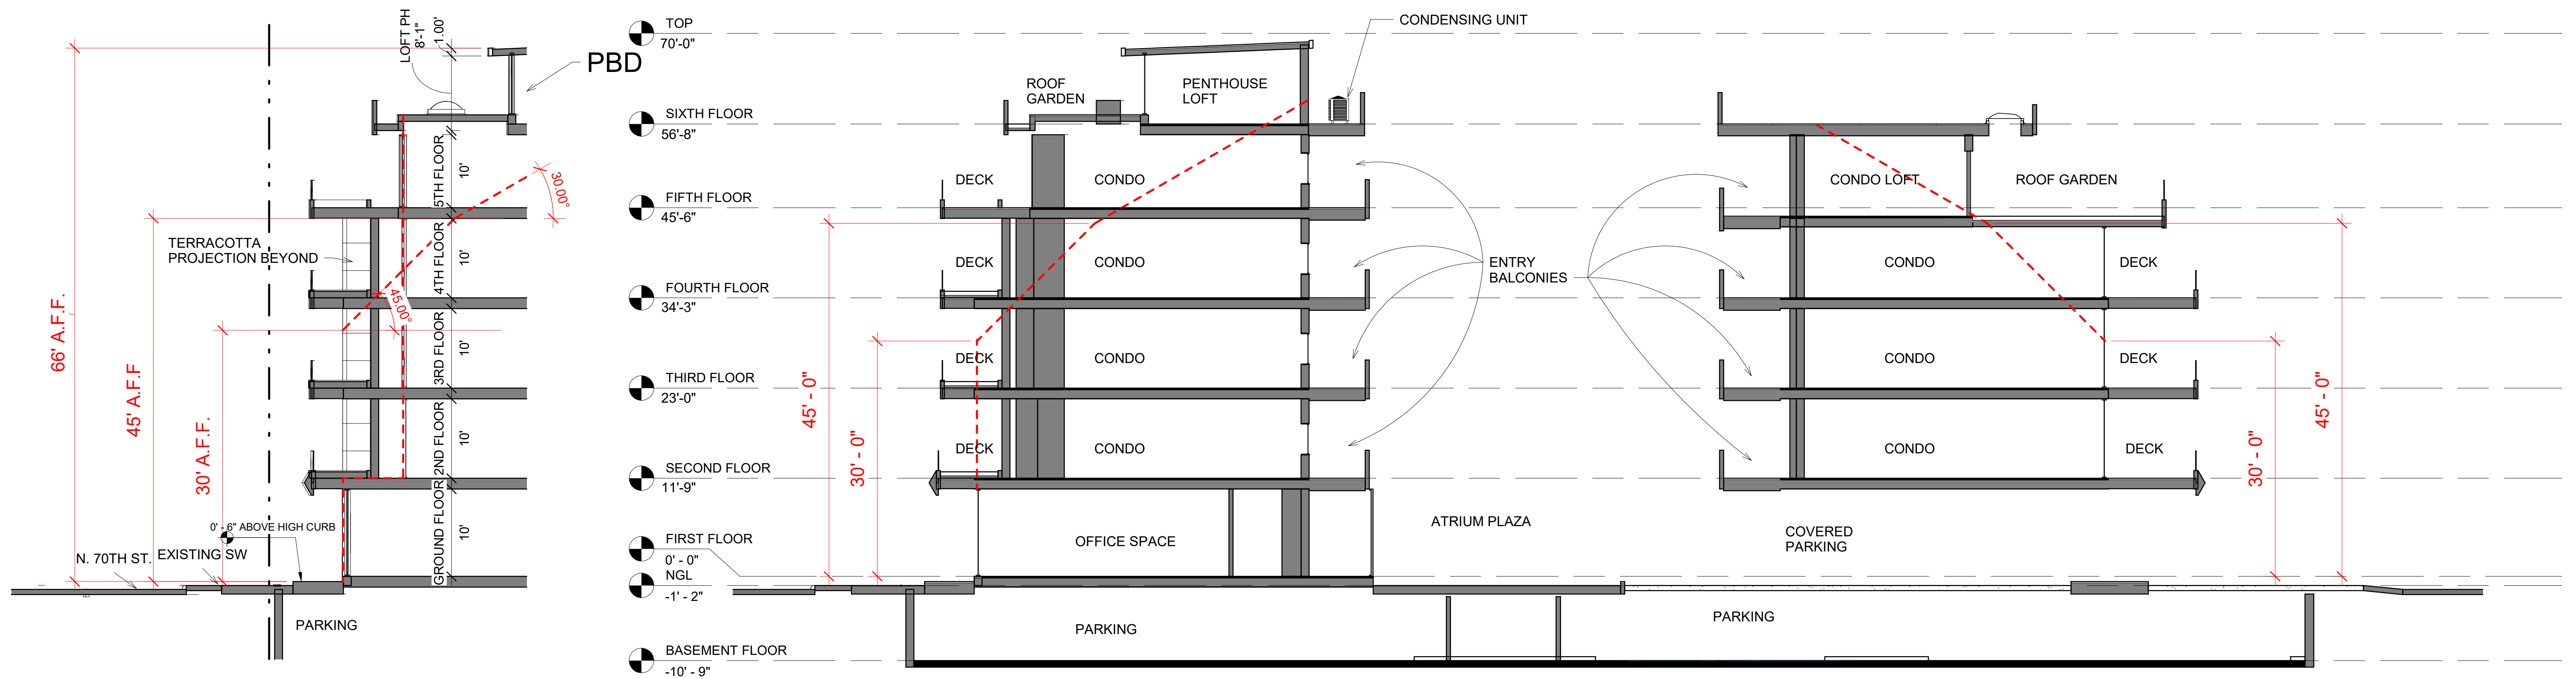 LOFT PH
8'-1"
1.00'
PBD
66' A.F.F.
45' A.F.F
30' A.F.F.
TERRACOTTA
PROJECTION BEYOND
30.00°
45.00°
5TH FLOOR
10'
4TH FLOOR
10'
3RD FLOOR
10'
2ND FLOOR
10'
GROUND FLOOR
10'
0' - 6" ABOVE HIGH CURB
N. 70TH ST.
EXISTING SW
PARKING
TOP
70'-0"
SIXTH FLOOR
56'-8"
FIFTH FLOOR
45'-6"
FOURTH FLOOR
34'-3"
THIRD FLOOR
23'-0"
SECOND FLOOR
11'-9"
FIRST FLOOR
0' - 0"
NGL
-1' - 2"
BASEMENT FLOOR
-10' - 9"
CONDENSING UNIT
ROOF
GARDEN
PENTHOUSE
LOFT
DECK
CONDO
DECK
CONDO
DECK
CONDO
DECK
CONDO
45' - 0"
30' - 0"
OFFICE SPACE
ATRIUM PLAZA
PARKING
ENTRY
BALCONIES
CONDO LOFT
ROOF GARDEN
CONDO
DECK
CONDO
DECK
CONDO
DECK
45' - 0"
30' - 0"
COVERED
PARKING
PARKING